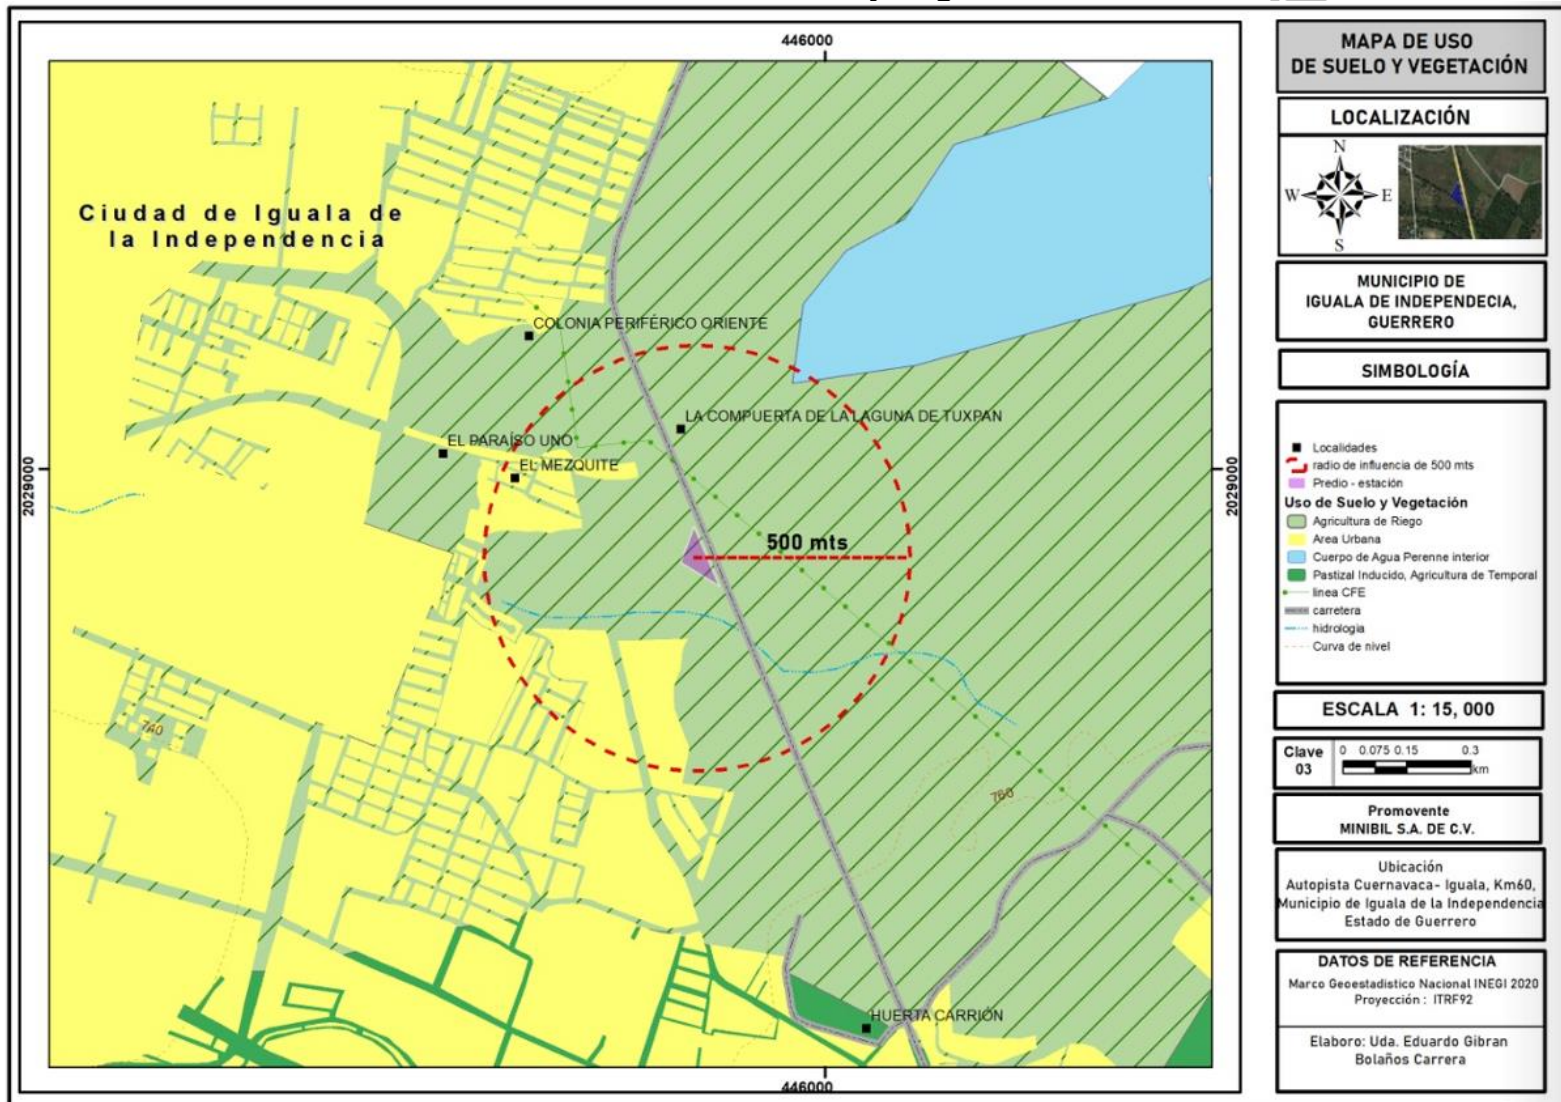 446000
Ciudad de Iguala de
la Independencia
COLONIA PERIFÉRICO ORIENTE
LA COMPUERTA DE LA LAGUNA DE TUXPAN
EL PARAÍSO UNO
EL MEZQUITE
2029000
2029000
500 mts
740
760
HUERTA CARRIÓN
446000
MAPA DE USO
DE SUELO Y VEGETACIÓN
LOCALIZACIÓN
N
W
E
S
MUNICIPIO DE
IGUALA DE INDEPENDECIA,
GUERRERO
SIMBOLOGÍA
Localidades
radio de influencia de 500 mts
Predio - estación
Uso de Suelo y Vegetación
Agricultura de Riego
Area Urbana
Cuerpo de Agua Perenne interior
Pastizal Inducido, Agricultura de Temporal
linea CFE
carretera
hidrologia
Curva de nivel
ESCALA 1: 15, 000
Clave
03
0 0.075 0.15 0.3
km
Promovente
MINIBIL S.A. DE C.V.
Ubicación
Autopista Cuernavaca- Iguala, Km60,
Municipio de Iguala de la Independencia
Estado de Guerrero
DATOS DE REFERENCIA
Marco Geoestadistico Nacional INEGI 2020
Proyección : ITRF92
Elaboro: Uda. Eduardo Gibran
Bolaños Carrera